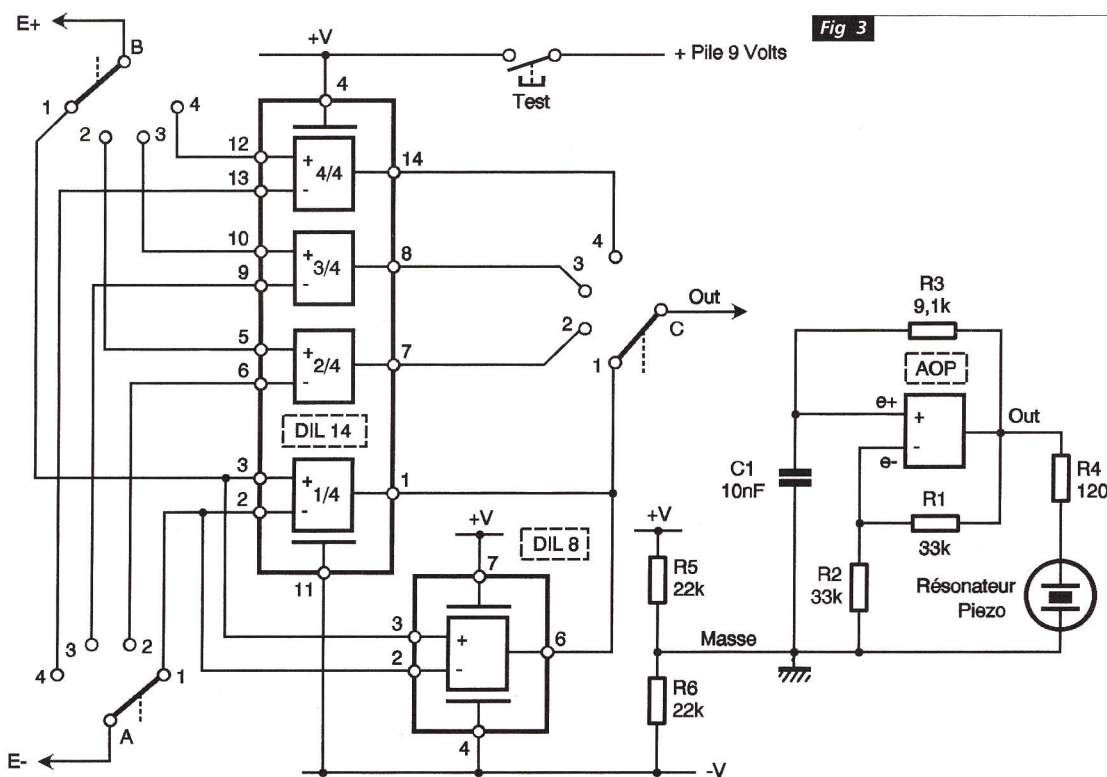 Fig 3
E+
B
1
2
3
4
+V
4
+ Pile 9 Volts
Test
12
13
+
-
4/4
14
10
9
+
-
3/4
8
5
6
+
-
2/4
7
DIL 14
3
2
+
-
1/4
1
11
4
3
2
1
C
Out
+V
DIL 8
7
3
2
+
-
6
4
3
2
4
1
A
E-
+V
R5
22k
Masse
R6
22k
-V
R3
9,1k
AOP
e+
+
-
e-
Out
C1
10nF
R1
33k
R2
33k
R4
120
Résonateur
Piezo